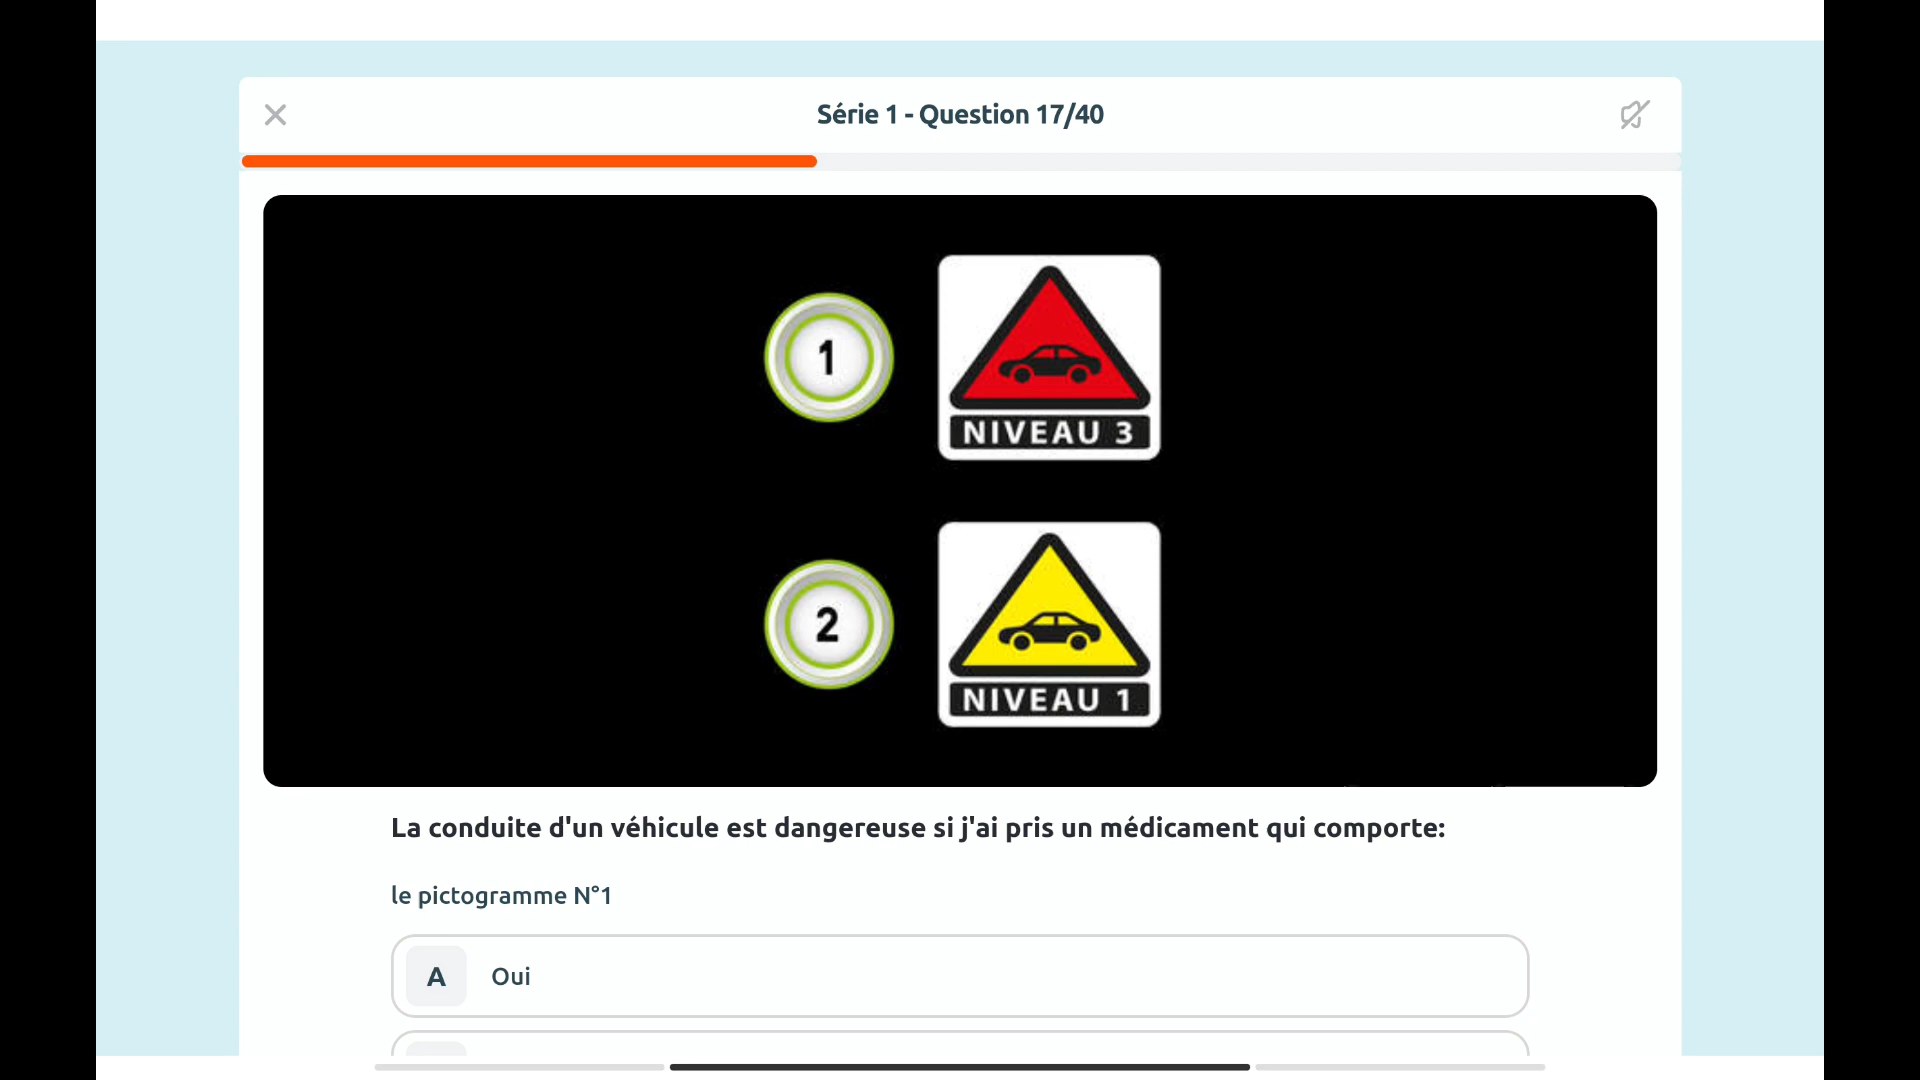 Série 1 - Question 17/40
1
NIVEAU 3
2
NIVEAU 1
La conduite d'un véhicule est dangereuse si j'ai pris un médicament qui comporte:
le pictogramme N°1
A Oui